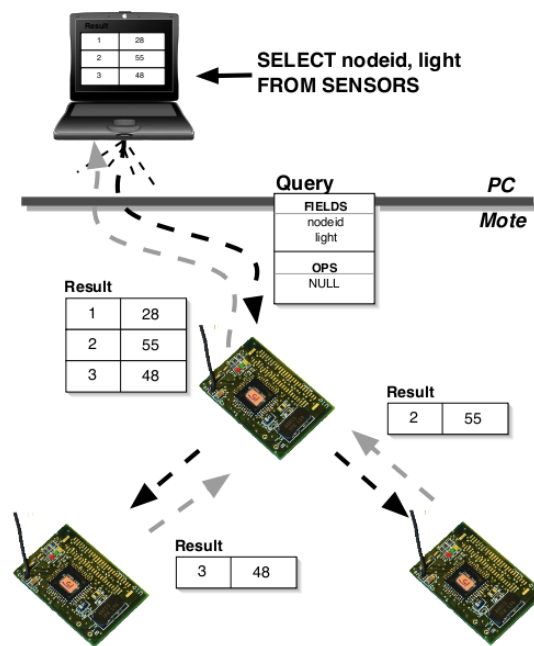 Result
1 28
2 55
3 48
SELECT nodeid, light
FROM SENSORS
Query
PC
FIELDS
Mote
nodeid
light
OPS
NULL
Result
1 28
2 55
3 48
Result
2 55
Result
3 48